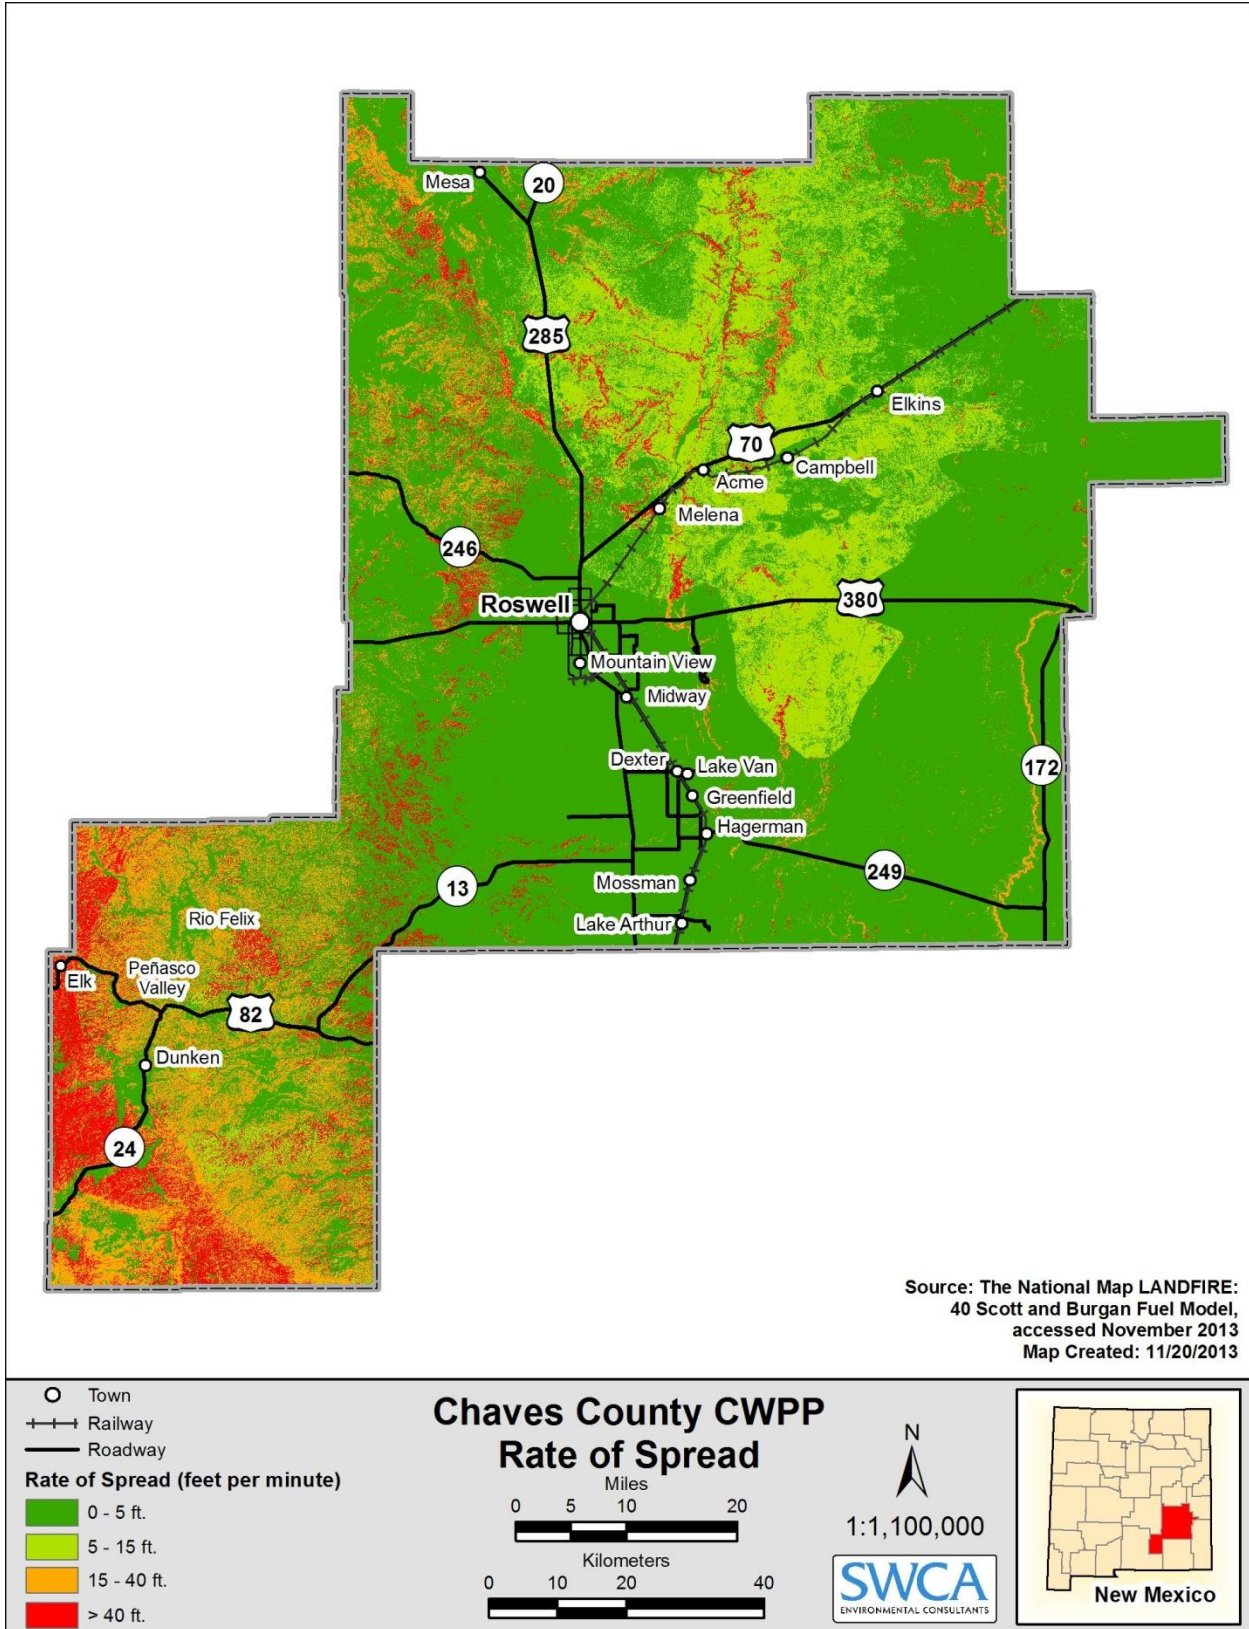 Mesa
20
285
Elkins
70
Campbell
Acme
Melena
246
Roswell
380
Mountain View
Midway
Dexter
Lake Van
172
Greenfield
Hagerman
13
249
Mossman
Rio Felix
Lake Arthur
Peñasco
Valley
Elk
82
Dunken
24
Source: The National Map LANDFIRE:
40 Scott and Burgan Fuel Model,
accessed November 2013
Map Created: 11/20/2013
Town
Railway
Roadway
Rate of Spread (feet per minute)
0 - 5 ft.
5 - 15 ft.
15 - 40 ft.
> 40 ft.
Chaves County CWPP
Rate of Spread
Miles
0 5 10 20
Kilometers
0 10 20 40
N
1:1,100,000
SWCA
ENVIRONMENTAL CONSULTANTS
New Mexico